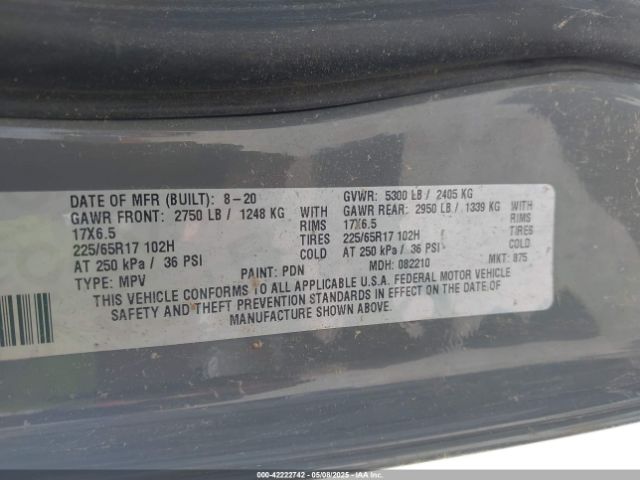 DATE OF MFR (BUILT): 8-20 GVWR: 5300 LB / 2405 KG
GAWR FRONT: 2750 LB / 1248 KG WITH GAWR REAR: 2950 LB / 1339 KG WITH
17X6.5 RIMS 17X6.5 RIMS
225/65R17 102H TIRES 225/65R17 102H TIRES
AT 250 kPa / 36 PSI COLD AT 250 kPa / 36 PSI COLD
TYPE: MPV PAINT: PDN MDH: 082210 MKT: 875
THIS VEHICLE CONFORMS TO ALL APPLICABLE U.S.A. FEDERAL MOTOR VEHICLE
SAFETY AND THEFT PREVENTION STANDARDS IN EFFECT ON THE DATE OF
MANUFACTURE SHOWN ABOVE.
000-42222742 - 05/08/2025 - IAA Inc.